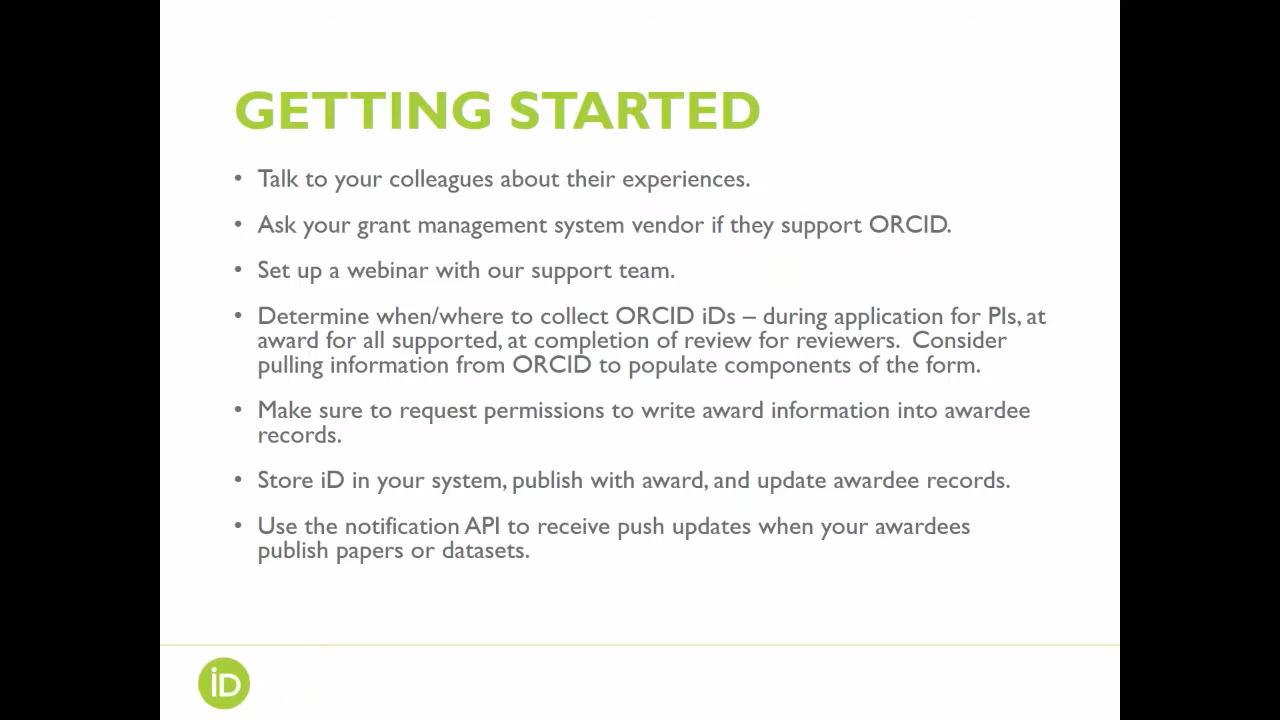 GETTING STARTED
• Talk to your colleagues about their experiences.
• Ask your grant management system vendor if they support ORCID.
• Set up a webinar with our support team.
• Determine when/where to collect ORCID iDs – during application for PIs, at
award for all supported, at completion of review for reviewers.  Consider
pulling information from ORCID to populate components of the form.
• Make sure to request permissions to write award information into awardee
records.
• Store iD in your system, publish with award, and update awardee records.
• Use the notification API to receive push updates when your awardees
publish papers or datasets.
iD